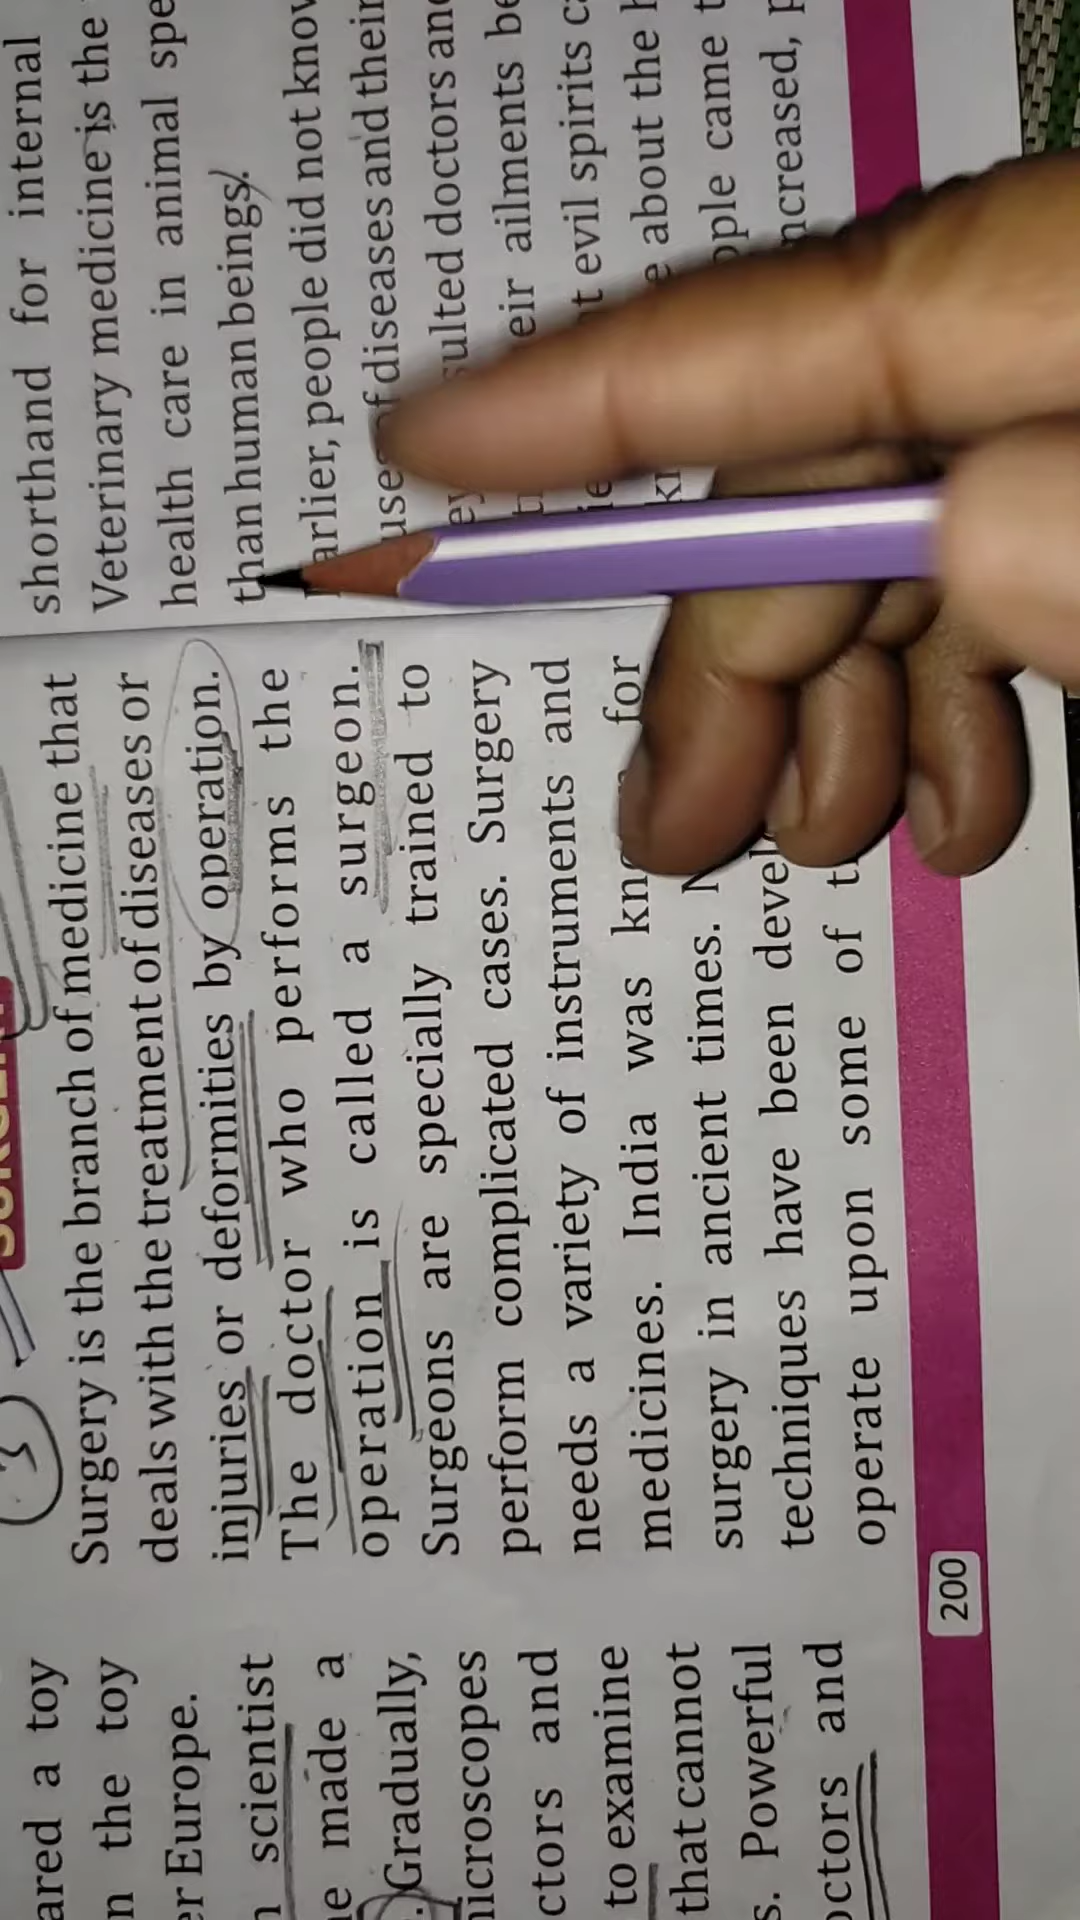 ared a toy
n the toy
er Europe.
scientist
made a
Gradually,
icroscopes
ctors and
to examine
that cannot
s. Powerful
octors and
3
Surgery is the branch of medicine that
deals with the treatment of diseases or
injuries or deformities by operation.
The doctor who performs the
operation is called a surgeon.
Surgeons are specially trained to
perform complicated cases. Surgery
needs a variety of instruments and
medicines. India was for
surgery in ancient times.
techniques have been devel
operate upon some of
200
shorthand for internal
Veterinary medicine is the
health care in animal spe
than human beings.
arlier, people did not know
of diseases and their
sulted doctors and
eir ailments be
evil spirits c
about the
ople came t
ncreased, p